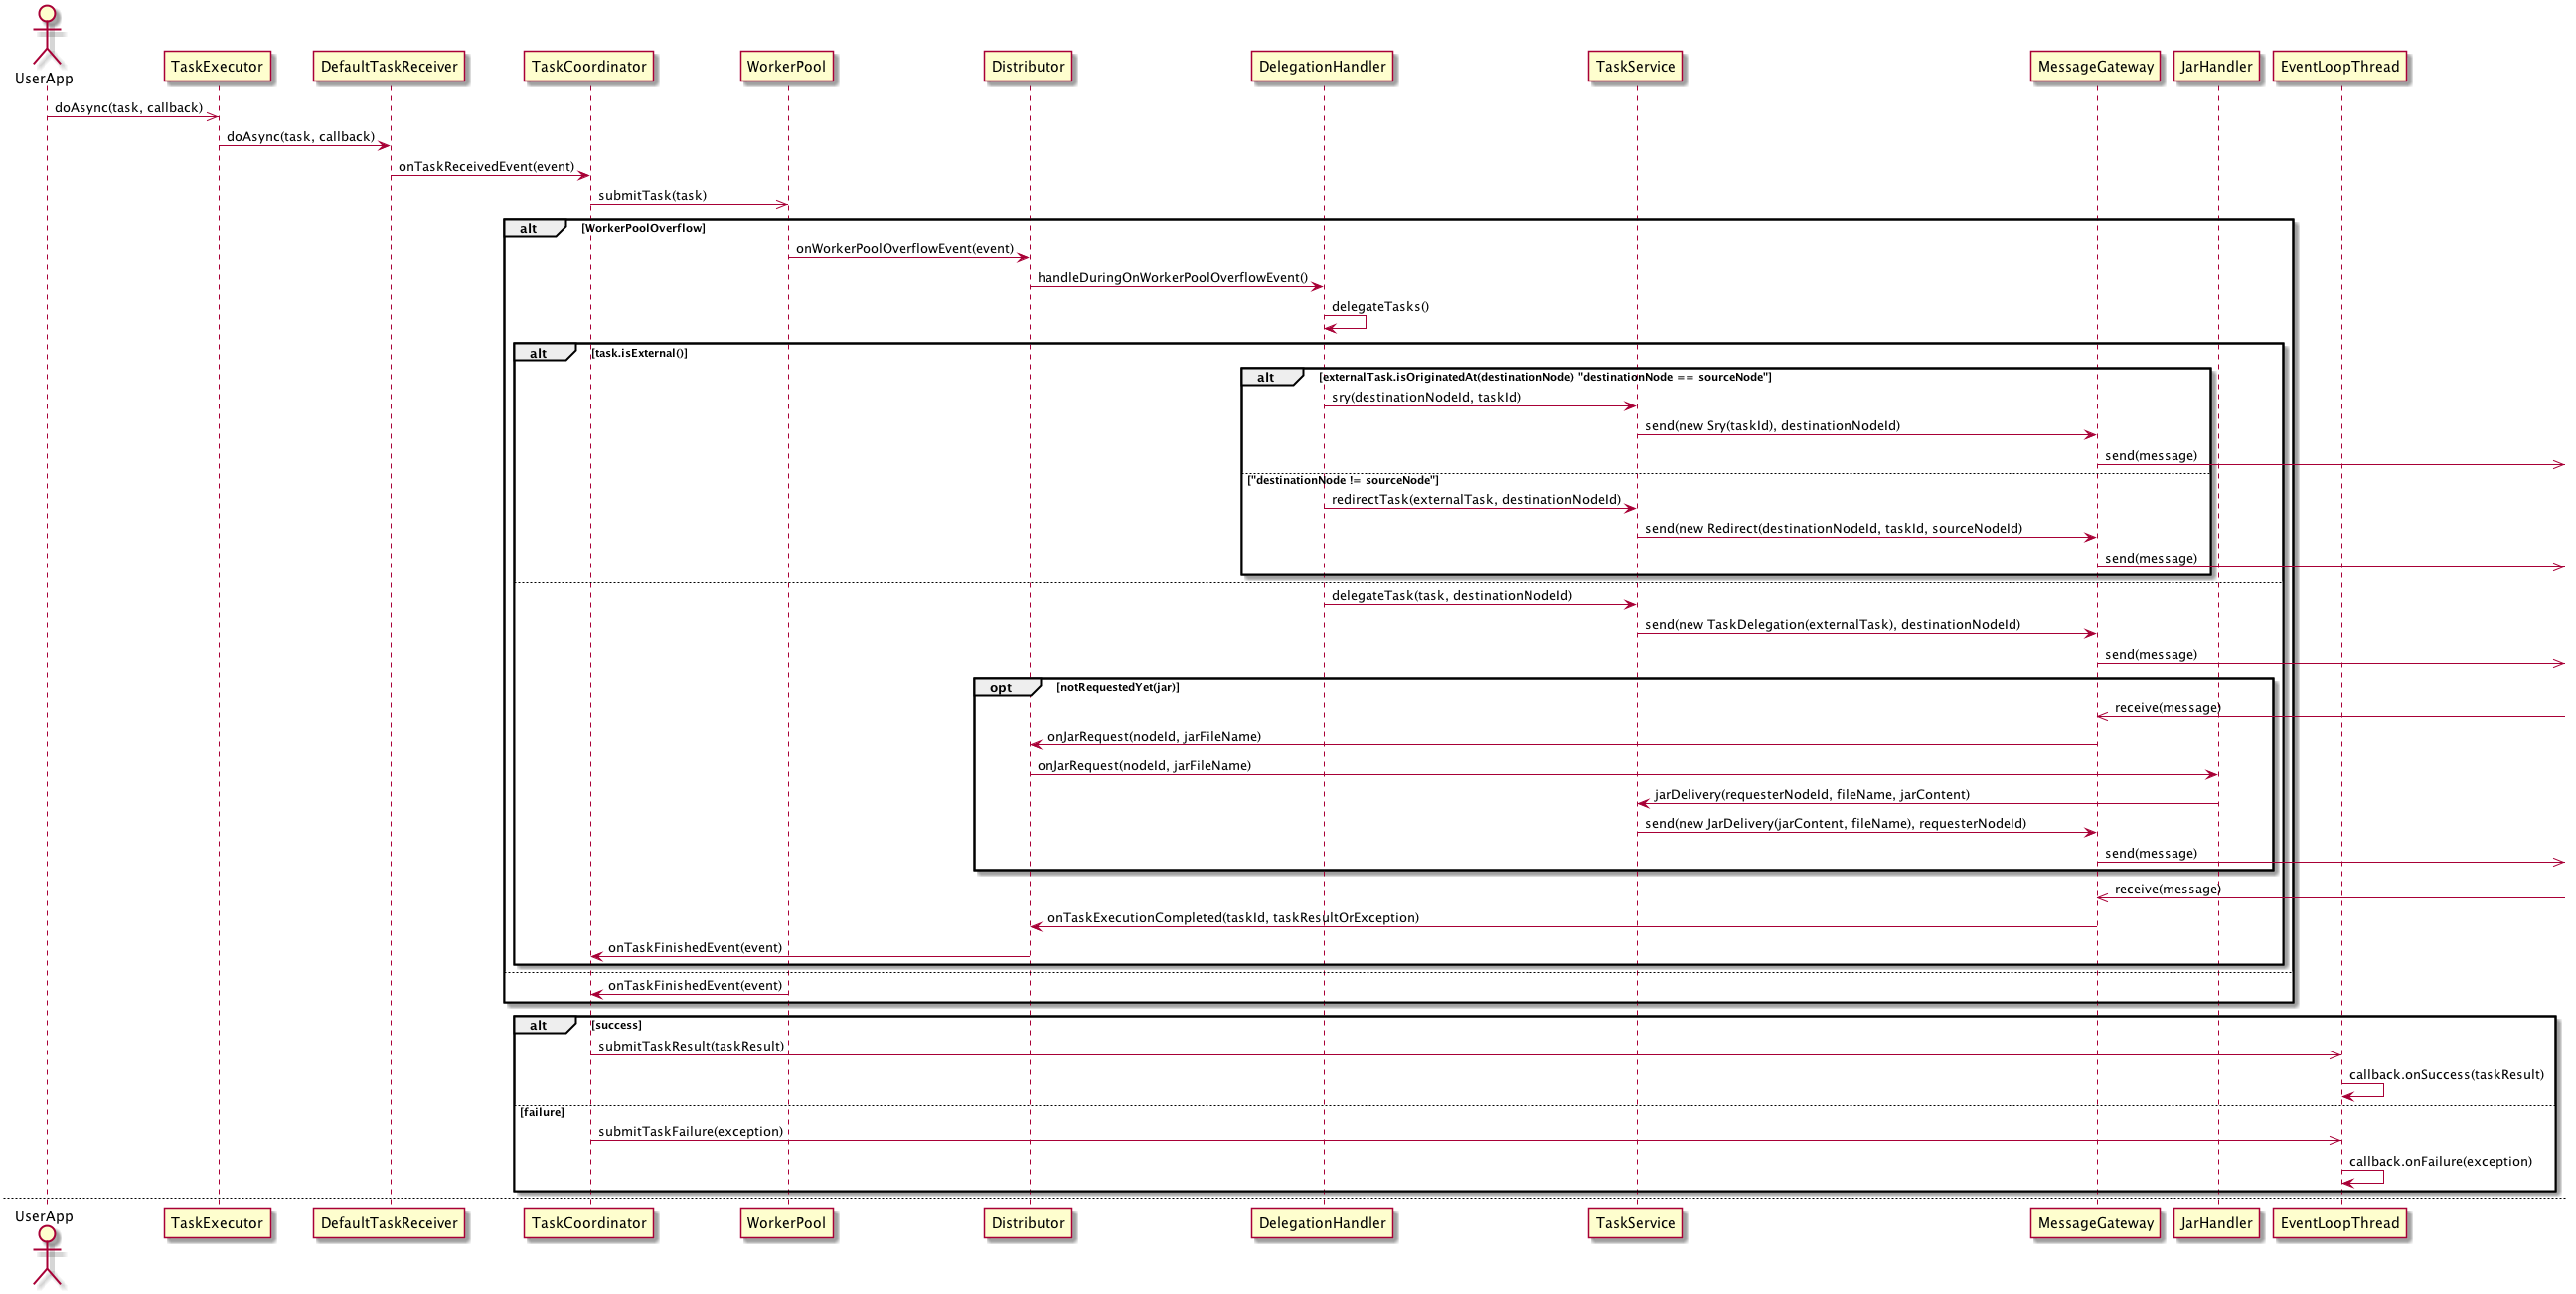 UserApp
TaskExecutor
DefaultTaskReceiver
TaskCoordinator
WorkerPool
Distributor
DelegationHandler
TaskService
MessageGateway
JarHandler
EventLoopThread
doAsync(task, callback)
doAsync(task, callback)
onTaskReceivedEvent(event)
submitTask(task)
alt [WorkerPoolOverflow]
onWorkerPoolOverflowEvent(event)
handleDuringOnWorkerPoolOverflowEvent()
delegateTasks()
alt [task.isExternal()]
alt [externalTask.isOriginatedAt(destinationNode) "destinationNode == sourceNode"]
sry(destinationNodeId, taskId)
send(new Sry(taskId), destinationNodeId)
send(message)
["destinationNode != sourceNode"]
redirectTask(externalTask, destinationNodeId)
send(new Redirect(destinationNodeId, taskId, sourceNodeId)
send(message)
delegateTask(task, destinationNodeId)
send(new TaskDelegation(externalTask), destinationNodeId)
send(message)
opt [notRequestedYet(jar)]
receive(message)
onJarRequest(nodeId, jarFileName)
onJarRequest(nodeId, jarFileName)
jarDelivery(requesterNodeId, fileName, jarContent)
send(new JarDelivery(jarContent, fileName), requesterNodeId)
send(message)
receive(message)
onTaskExecutionCompleted(taskId, taskResultOrException)
onTaskFinishedEvent(event)
onTaskFinishedEvent(event)
alt [success]
submitTaskResult(taskResult)
callback.onSuccess(taskResult)
[failure]
submitTaskFailure(exception)
callback.onFailure(exception)
UserApp
TaskExecutor
DefaultTaskReceiver
TaskCoordinator
WorkerPool
Distributor
DelegationHandler
TaskService
MessageGateway
JarHandler
EventLoopThread